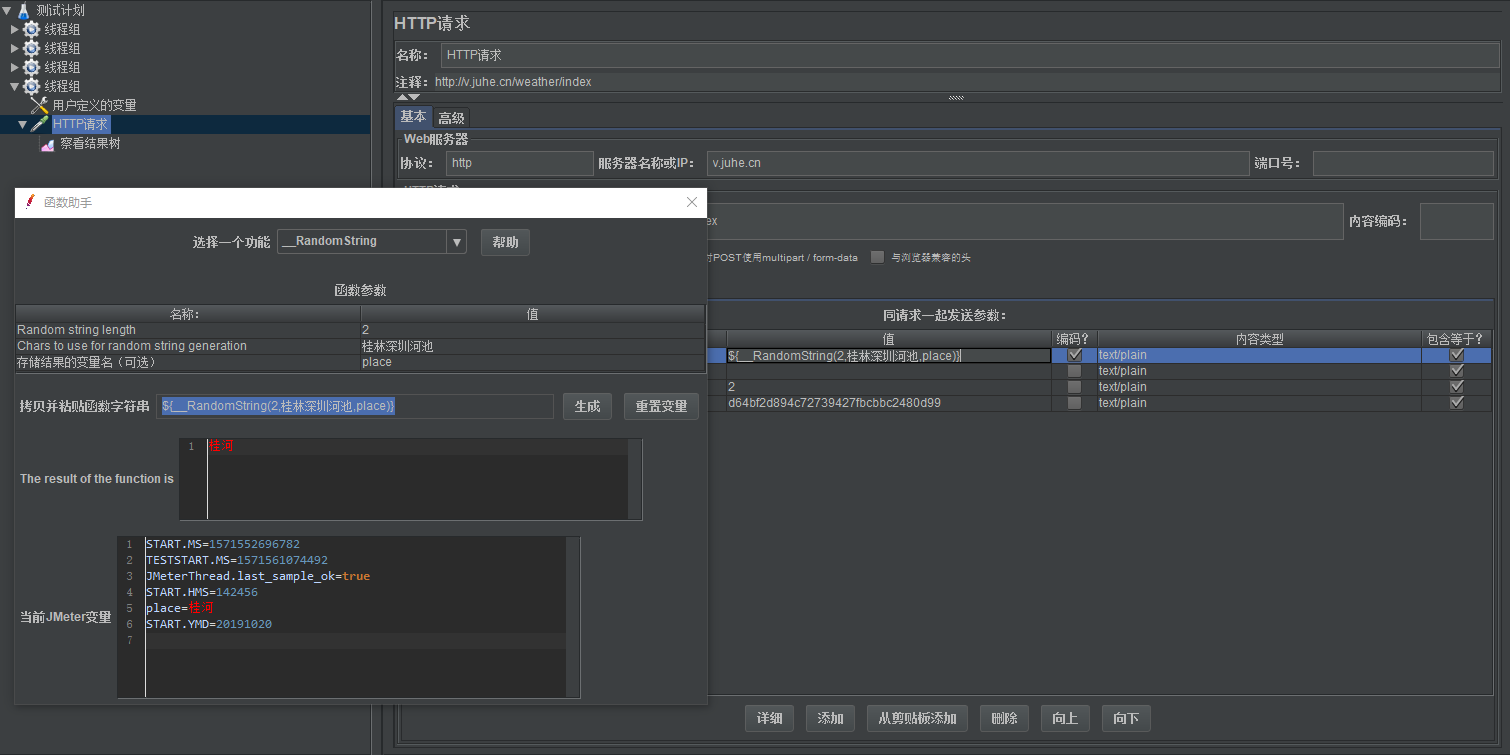 测试计划
线程组
线程组
线程组
线程组
用户定义的变量
HTTP请求
察看结果树
HTTP请求
名称： HTTP请求
注释： http://v.juhe.cn/weather/index
基本 高级
Web服务器
协议： http 服务器名称或IP： v.juhe.cn 端口号：
ex 内容编码：
时POST使用multipart / form-data 与浏览器兼容的头
同请求一起发送参数：
值 编码？ 内容类型 包含等于？
${__RandomString(2,桂林深圳河池,place)} text/plain
text/plain
2 text/plain
d64bf2d894c72739427fbcbbc2480d99 text/plain
详细 添加 从剪贴板添加 删除 向上 向下
函数助手
选择一个功能 __RandomString 帮助
函数参数
名称： 值
Random string length 2
Chars to use for random string generation 桂林深圳河池
存储结果的变量名（可选） place
拷贝并粘贴函数字符串 ${__RandomString(2,桂林深圳河池,place)} 生成 重置变量
The result of the function is
1 桂河
当前JMeter变量
1 START.MS=1571552696782
2 TESTSTART.MS=1571561074492
3 JMeterThread.last_sample_ok=true
4 START.HMS=142456
5 place=桂河
6 START.YMD=20191020
7